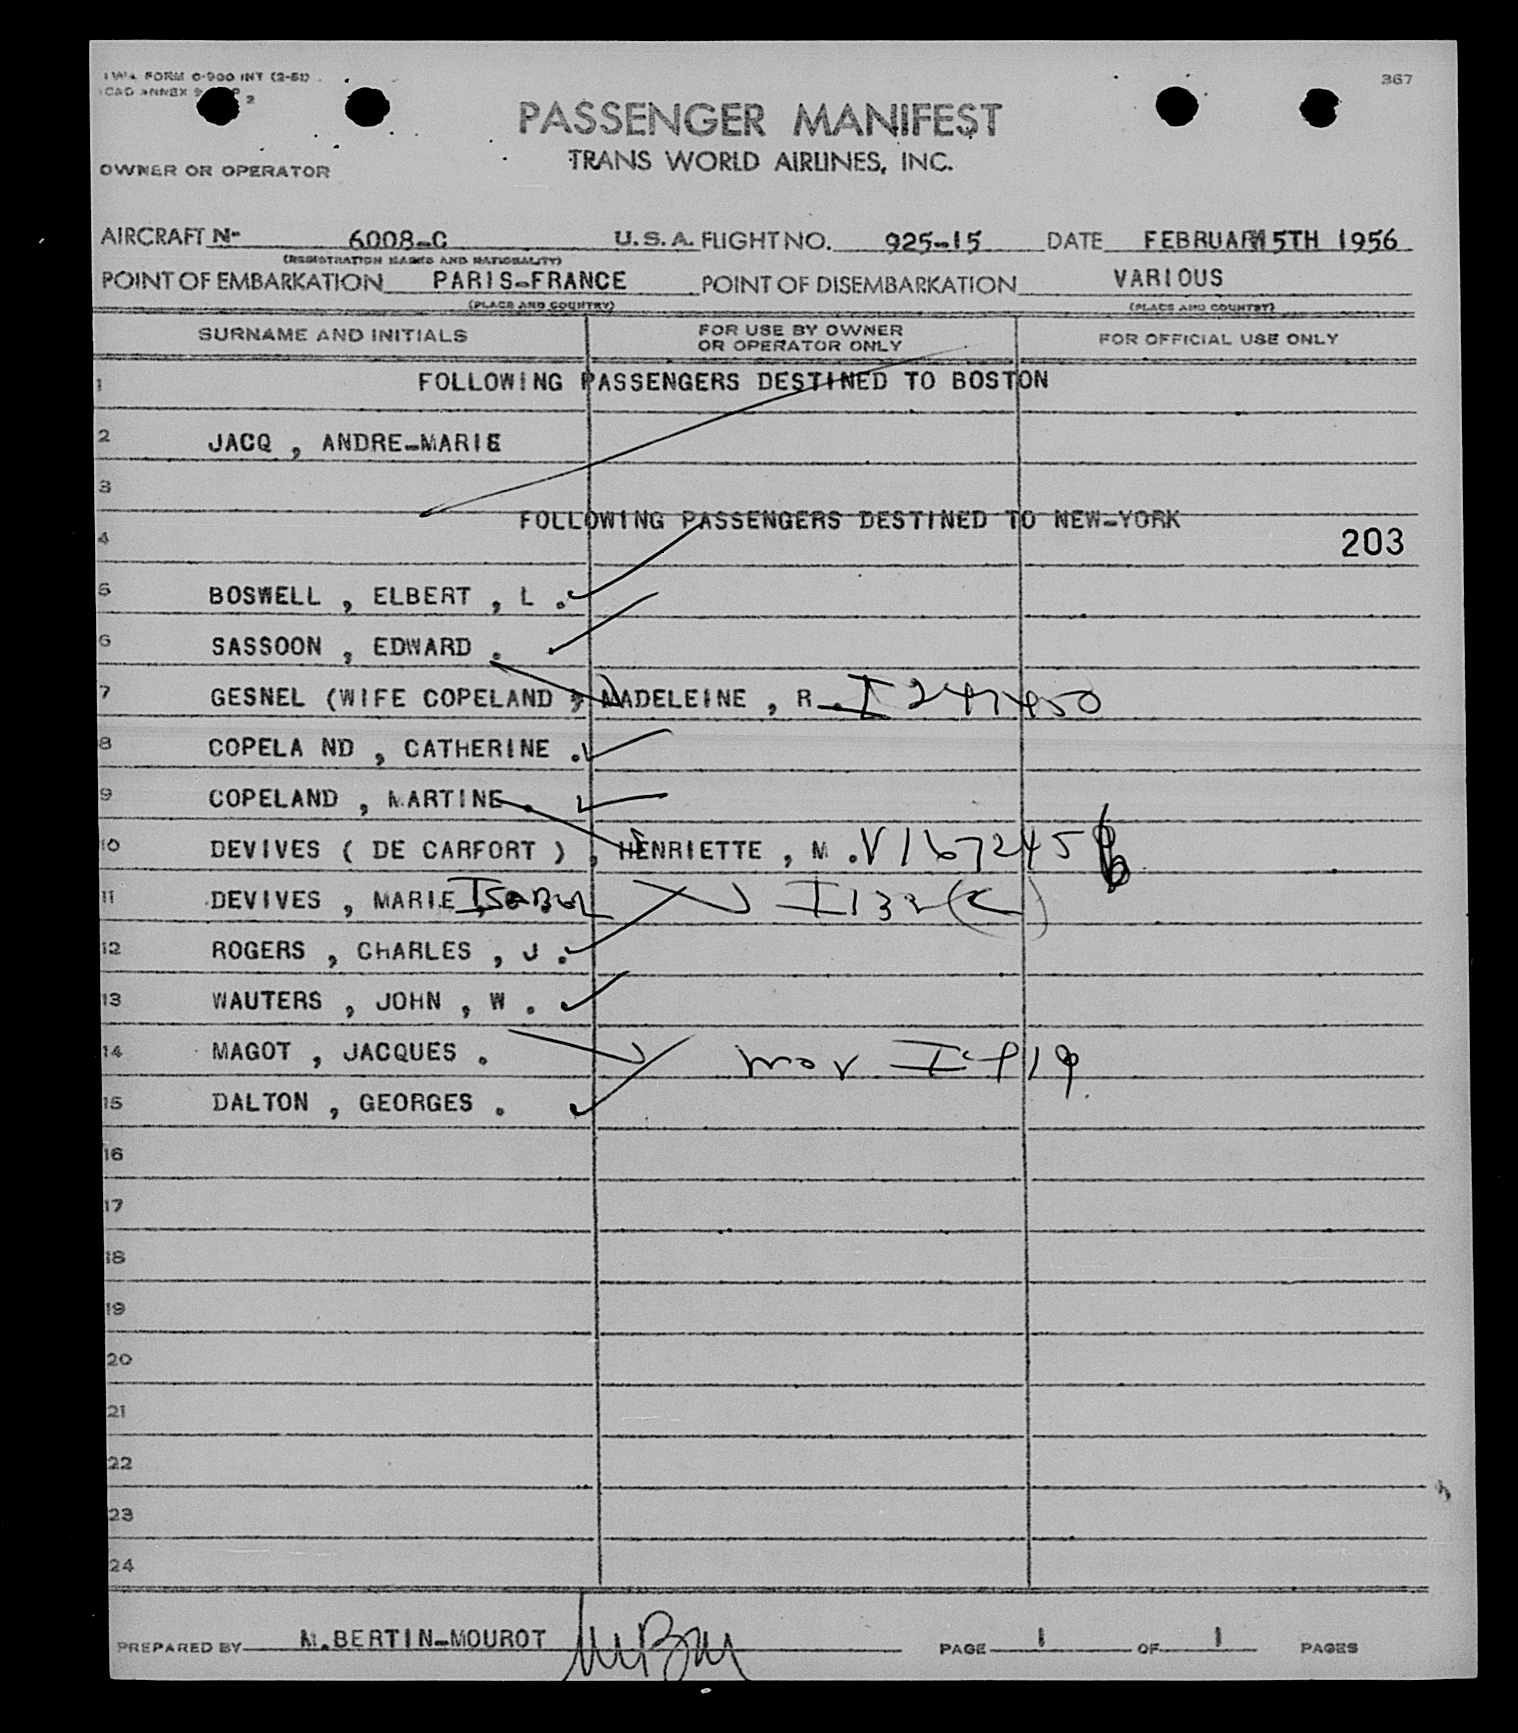 TWA FORM 0-900 INT (2-51)
367
ICAO ANNEX 9
2
PASSENGER MANIFEST
TRANS WORLD AIRLINES, INC.
OWNER OR OPERATOR
AIRCRAFT N- 6008-C U.S.A. FLIGHT NO. 925-15 DATE 5TH 1956
(REGISTRATION MARKS AND NATIONALITY)
POINT OF EMBARKATION PARIS-FRANCE POINT OF DISEMBARKATION VARIOUS
(PLACE AND COUNTRY) (PLACE AND COUNTRY)
SURNAME AND INITIALS FOR USE BY OWNER OR OPERATOR ONLY FOR OFFICIAL USE ONLY
1 FOLLOWING PASSENGERS DESTINED TO BOSTON
2 JACQ , ANDRE-MARIE
3
FOLLOWING PASSENGERS DESTINED TO NEW-YORK
4 203
5 BOSWELL , ELBERT , L .
6 SASSOON , EDWARD .
7 GESNEL (WIFE COPELAND , MADELEINE , R . I
8 COPELA ND , CATHERINE .
9 COPELAND , MARTINE .
10 DEVIVES ( DE CARFORT ) , HENRIETTE , M . V 167245
11 DEVIVES , MARIE
12 ROGERS , CHARLES , J .
13 WAUTERS , JOHN , W .
14 MAGOT , JACQUES .
15 DALTON , GEORGES .
16
17
18
19
20
21
22
23
24
PREPARED BY M.BERTIN-MOUROT PAGE 1 OF 1 PAGES